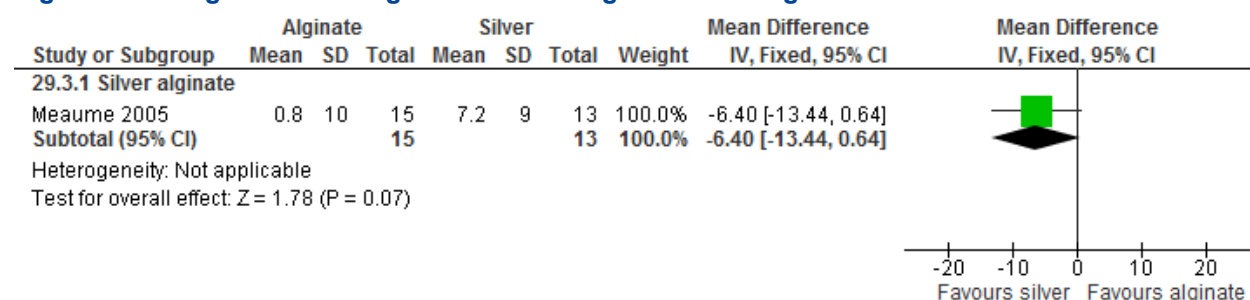 Alginate Silver Mean Difference Mean Difference
Study or Subgroup Mean SD Total Mean SD Total Weight IV, Fixed, 95% CI IV, Fixed, 95% CI
29.3.1 Silver alginate
Meaume 2005 0.8 10 15 7.2 9 13 100.0% -6.40 [-13.44, 0.64]
Subtotal (95% CI) 15 13 100.0% -6.40 [-13.44, 0.64]
Heterogeneity: Not applicable
Test for overall effect: Z = 1.78 (P = 0.07)
-20 -10 0 10 20
Favours silver Favours alginate